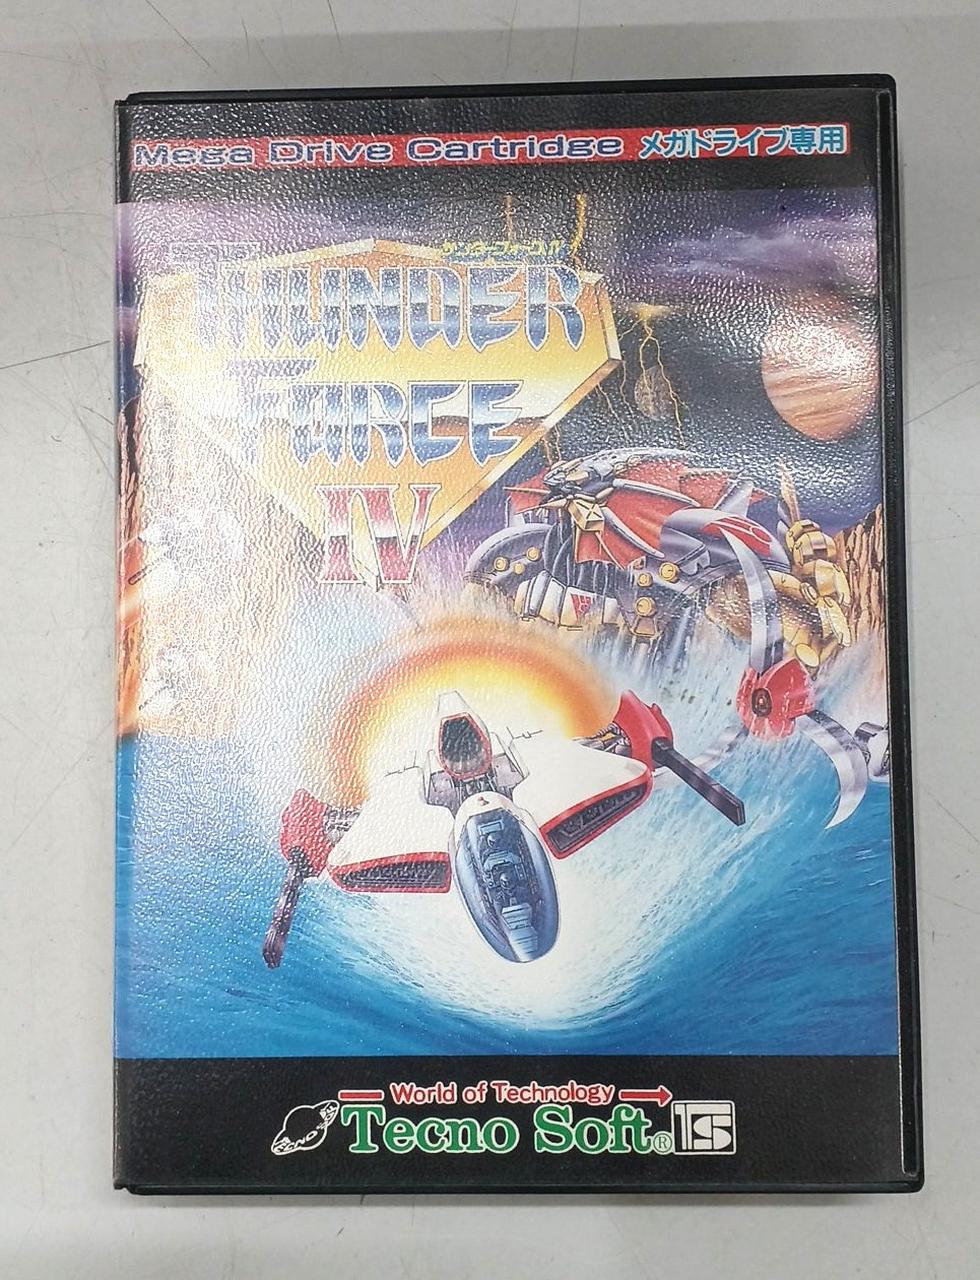 Mega Drive Cartridge メガドライブ専用
サンダーフォースIV
THUNDER
FORCE
IV
World of Technology
Tecno Soft®
TS